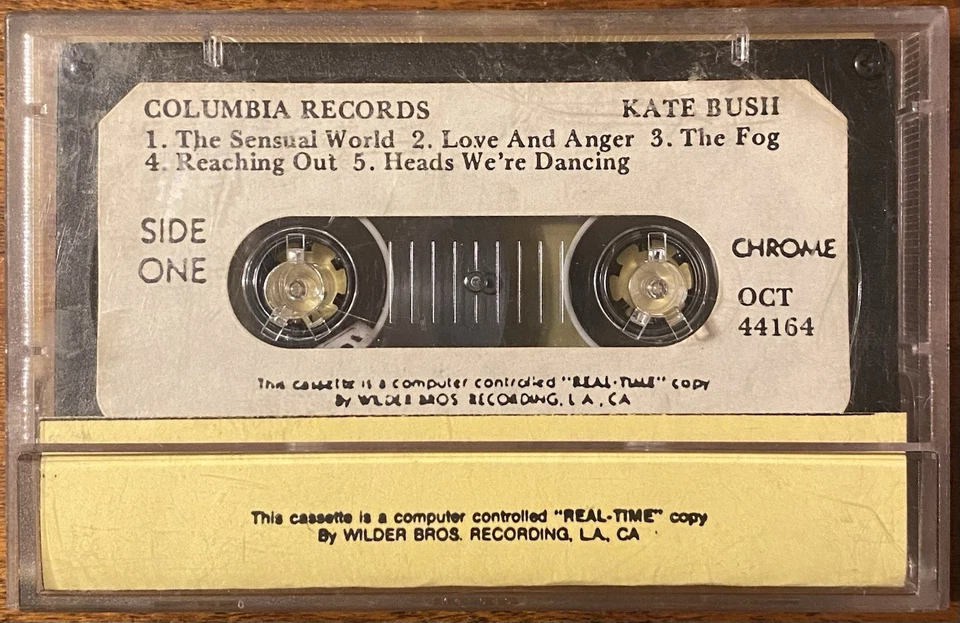 COLUMBIA RECORDS KATE BUSH
1. The Sensual World 2. Love And Anger 3. The Fog
4. Reaching Out 5. Heads We're Dancing
SIDE
ONE
CHROME
OCT
44164
This cassette is a computer controlled "REAL-TIME" copy
By WILDER BROS. RECORDING, L A, CA
This cassette is a computer controlled "REAL-TIME" copy
By WILDER BROS. RECORDING, LA, CA